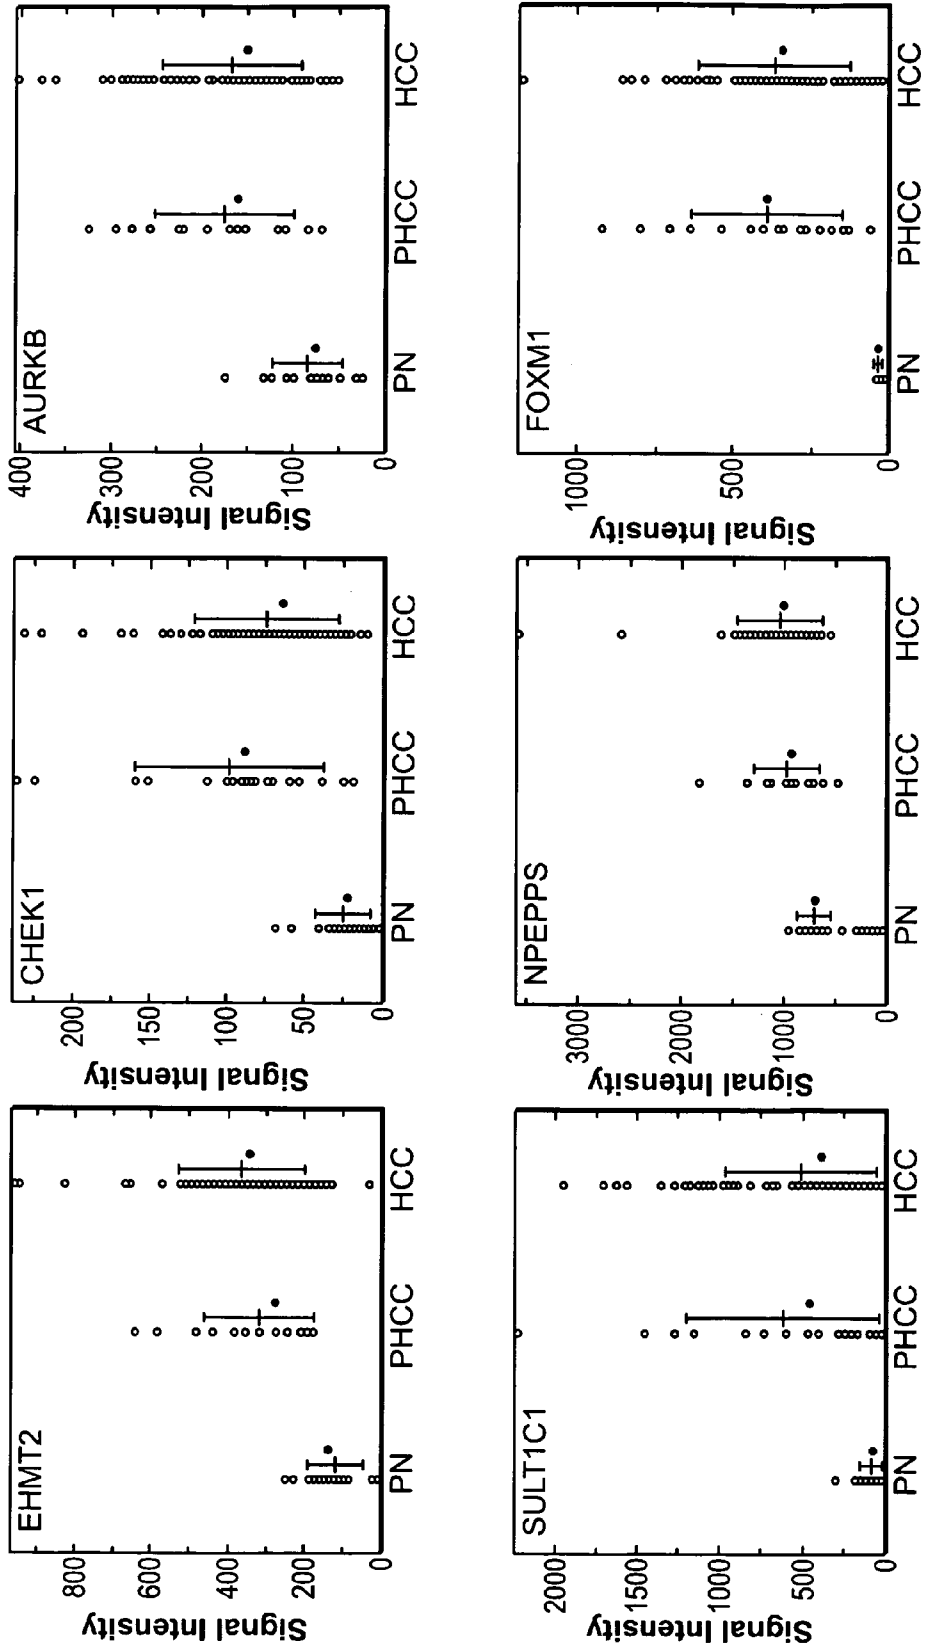 EHMT2
Signal Intensity
800
600
400
200
0
PN
PHCC
HCC
CHEK1
Signal Intensity
200
150
100
50
0
PN
PHCC
HCC
AURKB
Signal Intensity
400
300
200
100
0
PN
PHCC
HCC
SULT1C1
Signal Intensity
2000
1500
1000
500
0
PN
PHCC
HCC
NPEPPS
Signal Intensity
3000
2000
1000
0
PN
PHCC
HCC
FOXM1
Signal Intensity
1000
500
0
PN
PHCC
HCC